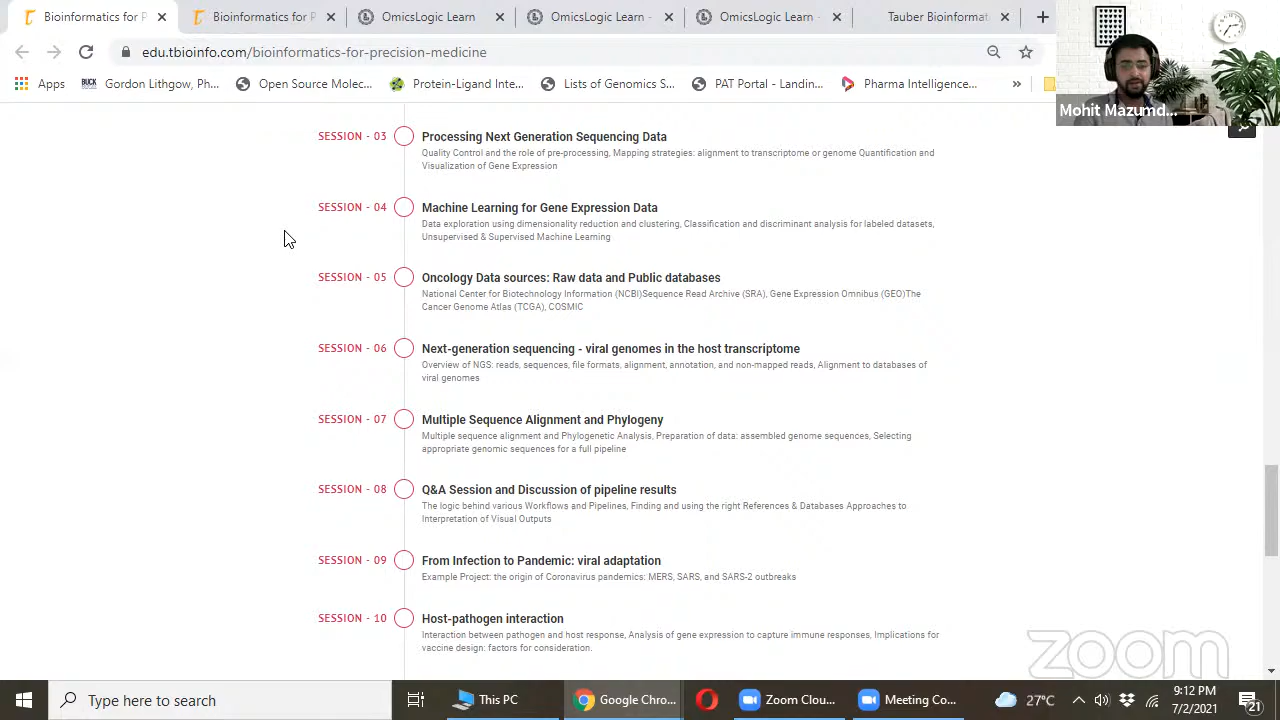 Bioinformatics for P
Bioinformatics for P
OmicsLogic Learn
OmicsLogic Learn -
OmicsLogic Learn -
Tauber Bioinformati
edu.tbioinfo.com/bioinformatics-for-precision-medicine
Apps
BUCK
Gordon Lithgow, Ph...
Open Source Mol...
Protein-Ligand Inter...
Lists of
S...
PAT Portal -
Pharma Intelligence...
»
Mohit Mazumd...
SESSION - 03
Processing Next Generation Sequencing Data
Quality Control and the role of pre-processing, Mapping strategies: alignment to transcriptome or genome Quantification and
Visualization of Gene Expression
SESSION - 04
Machine Learning for Gene Expression Data
Data exploration using dimensionality reduction and clustering, Classification and discriminant analysis for labeled datasets,
Unsupervised & Supervised Machine Learning
SESSION - 05
Oncology Data sources: Raw data and Public databases
National Center for Biotechnology Information (NCBI)Sequence Read Archive (SRA), Gene Expression Omnibus (GEO)The
Cancer Genome Atlas (TCGA), COSMIC
SESSION - 06
Next-generation sequencing - viral genomes in the host transcriptome
Overview of NGS: reads, sequences, file formats, alignment, annotation, and non-mapped reads, Alignment to databases of
viral genomes
SESSION - 07
Multiple Sequence Alignment and Phylogeny
Multiple sequence alignment and Phylogenetic Analysis, Preparation of data: assembled genome sequences, Selecting
appropriate genomic sequences for a full pipeline
SESSION - 08
Q&A Session and Discussion of pipeline results
The logic behind various Workflows and Pipelines, Finding and using the right References & Databases Approaches to
Interpretation of Visual Outputs
SESSION - 09
From Infection to Pandemic: viral adaptation
Example Project: the origin of Coronavirus pandemics: MERS, SARS, and SARS-2 outbreaks
SESSION - 10
Host-pathogen interaction
Interaction between pathogen and host response, Analysis of gene expression to capture immune responses, Implications for
vaccine design: factors for consideration.
zoom
Type here to search
This PC
Google Chro...
Zoom Clou...
Meeting Co...
27°C
9:12 PM
7/2/2021
21